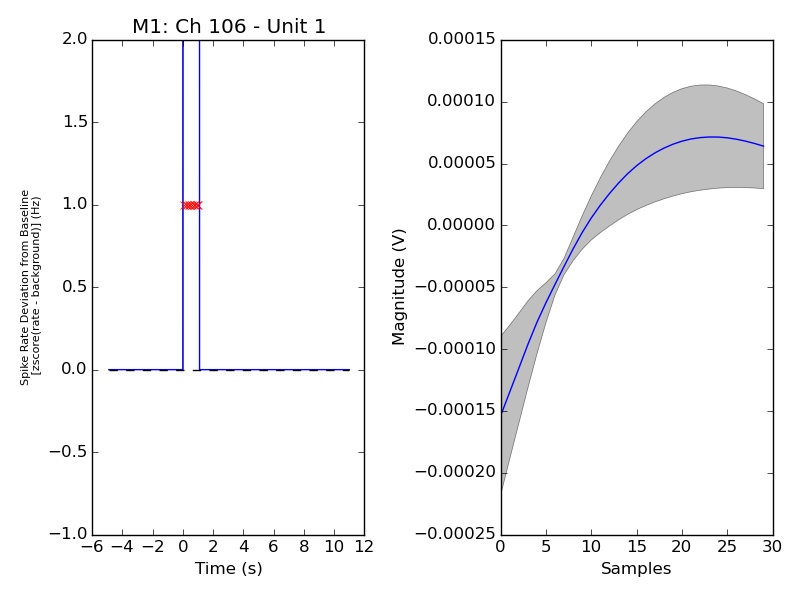 M1: Ch 106 - Unit 1
Spike Rate Deviation from Baseline
[zscore(rate - background)] (Hz)
2.0
1.5
1.0
0.5
0.0
−0.5
−1.0
−6 −4 −2 0 2 4 6 8 10 12
Time (s)
Magnitude (V)
0.00015
0.00010
0.00005
0.00000
−0.00005
−0.00010
−0.00015
−0.00020
−0.00025
0 5 10 15 20 25 30
Samples